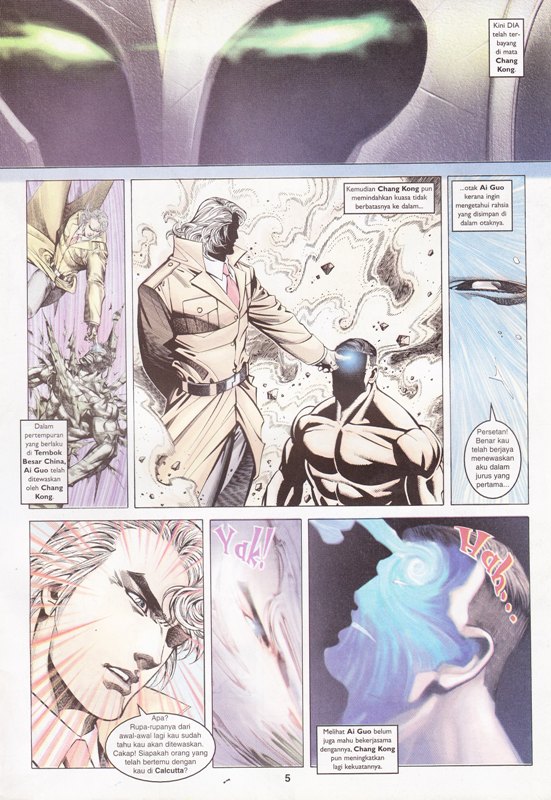 Kini DIA
telah ter-
bayang
di mata
Chang
Kong.
Dalam
pertempuran
yang berlaku
di Tembok
Besar China,
Ai Guo telah
ditewaskan
oleh Chang
Kong.
Kemudian Chang Kong pun
memindahkan kuasa tidak
berbatasnya ke dalam...
...otak Ai Guo
kerana ingin
mengetahui rahsia
yang disimpan di
dalam otaknya.
Persetan!
Benar kau
telah berjaya
menewaskan
aku dalam
jurus yang
pertama...
Apa?
Rupa-rupanya dari
awal-awal lagi kau sudah
tahu kau akan ditewaskan.
Cakap! Siapakah orang yang
telah bertemu dengan
kau di Calcutta?
Yak!
Hah...
Melihat Ai Guo belum
juga mahu bekerjasama
dengannya, Chang Kong
pun meningkatkan
lagi kekuatannya.
5